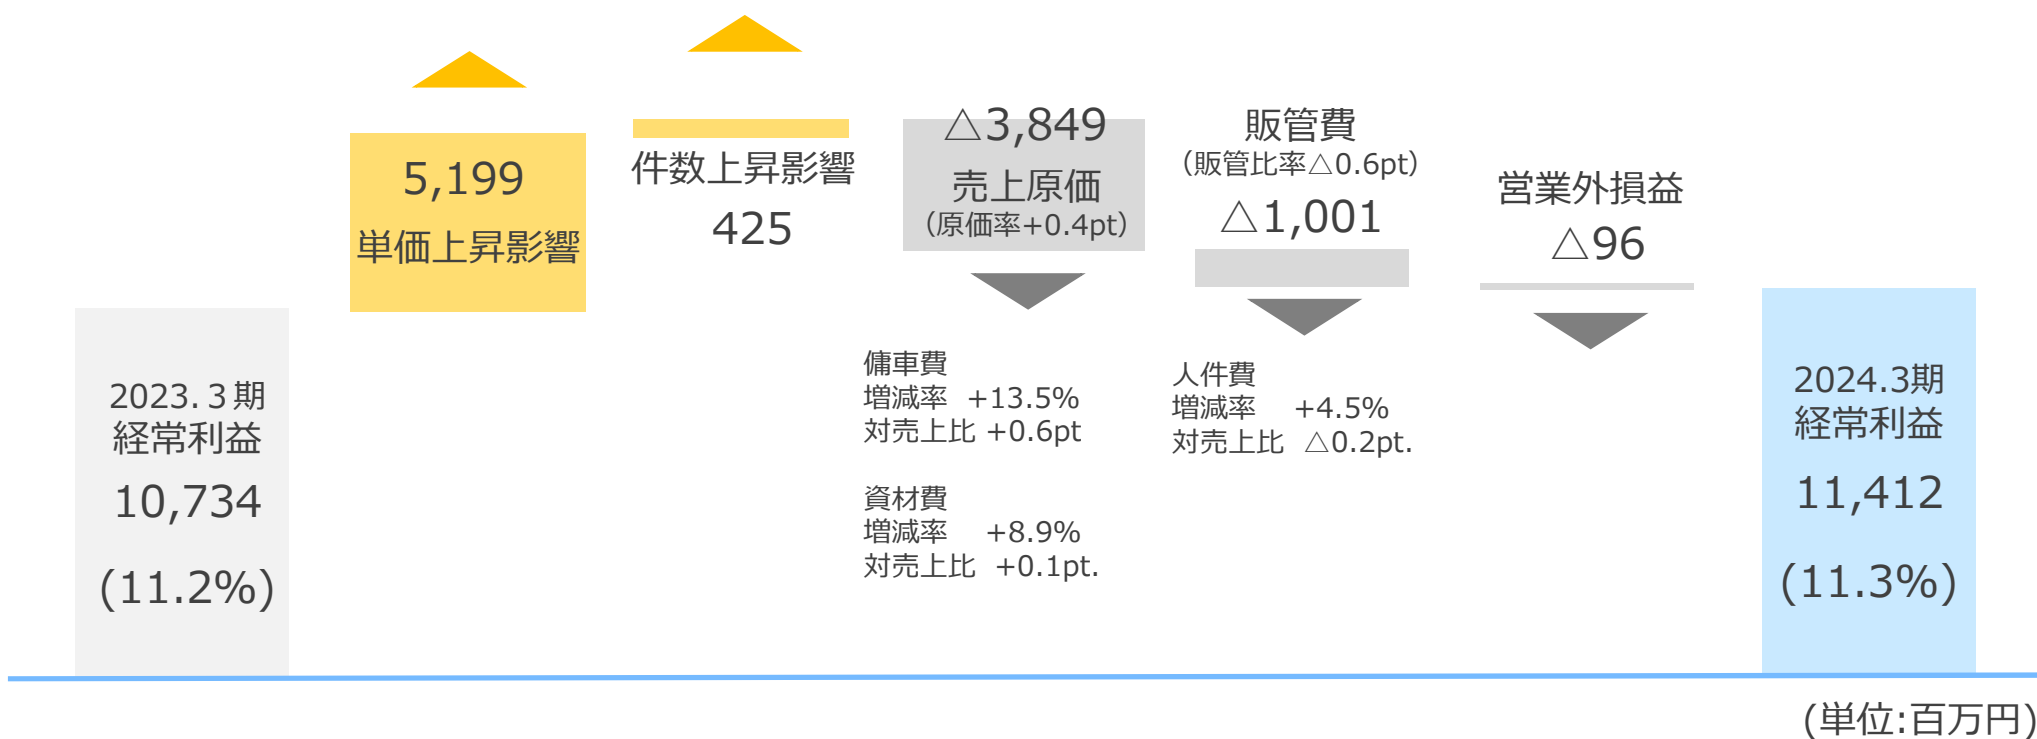 2023.３期
経常利益
10,734
(11.2%)
5,199
単価上昇影響
件数上昇影響
425
△3,849
売上原価
（原価率+0.4pt）
傭車費
増減率 +13.5%
対売上比 +0.6pt
資材費
増減率 +8.9%
対売上比 +0.1pt.
販管費
（販管比率△0.6pt）
△1,001
人件費
増減率 +4.5%
対売上比 △0.2pt.
営業外損益
△96
2024.3期
経常利益
11,412
(11.3%)
(単位:百万円)